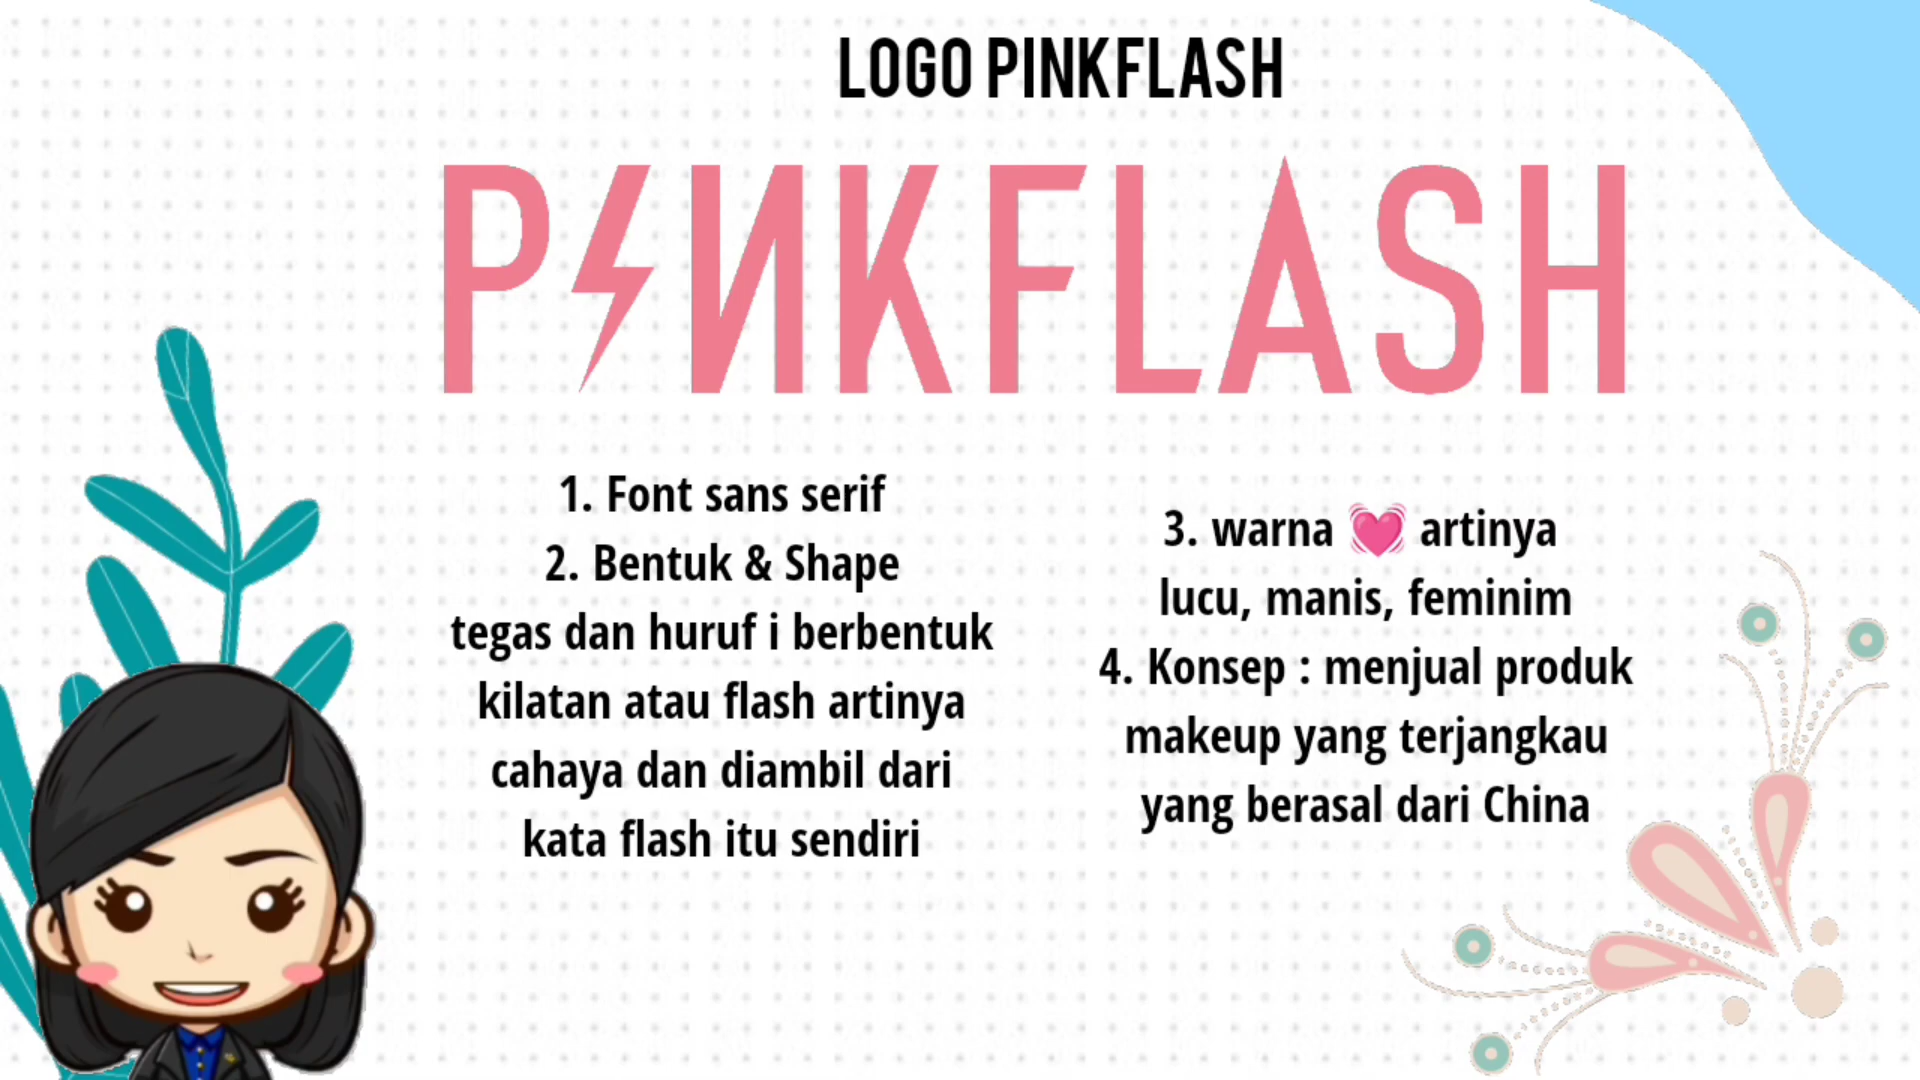 LOGO PINKFLASH
PINKFLASH
1. Font sans serif
2. Bentuk & Shape
tegas dan huruf i berbentuk
kilatan atau flash artinya
cahaya dan diambil dari
kata flash itu sendiri
3. warna 💓 artinya
lucu, manis, feminim
4. Konsep : menjual produk
makeup yang terjangkau
yang berasal dari China